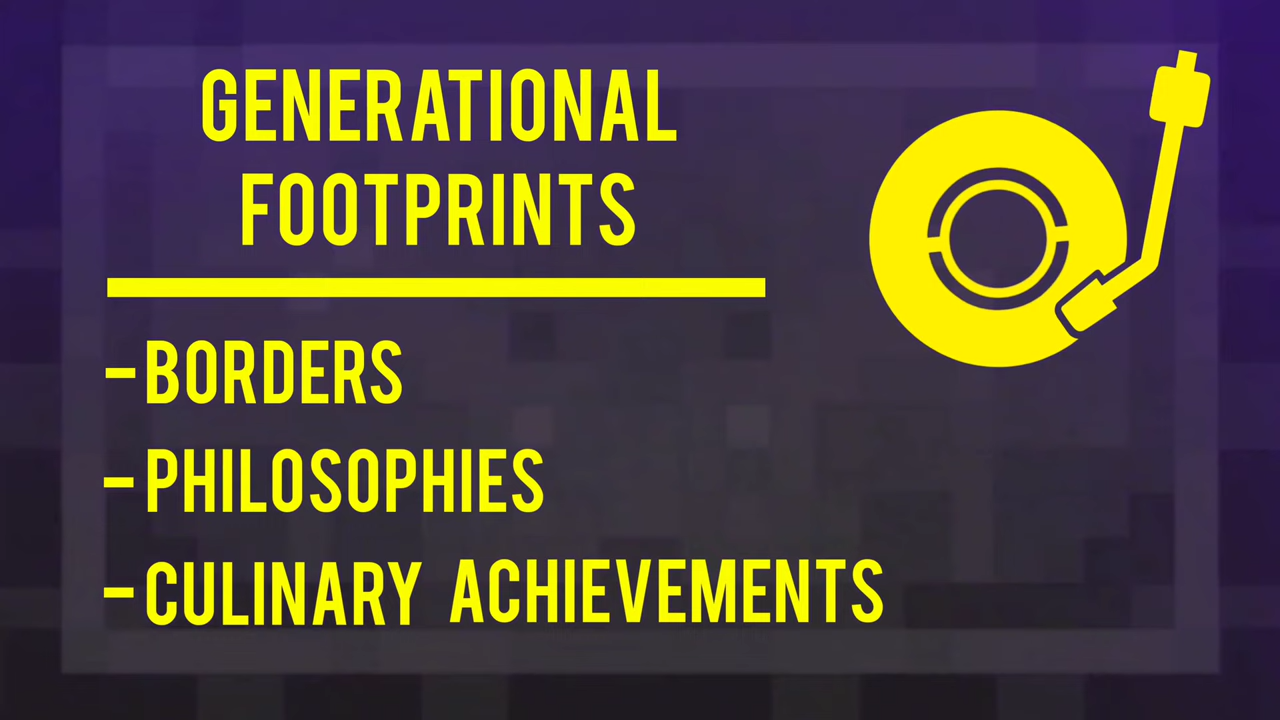 GENERATIONAL
FOOTPRINTS
-BORDERS
-PHILOSOPHIES
-CULINARY ACHIEVEMENTS